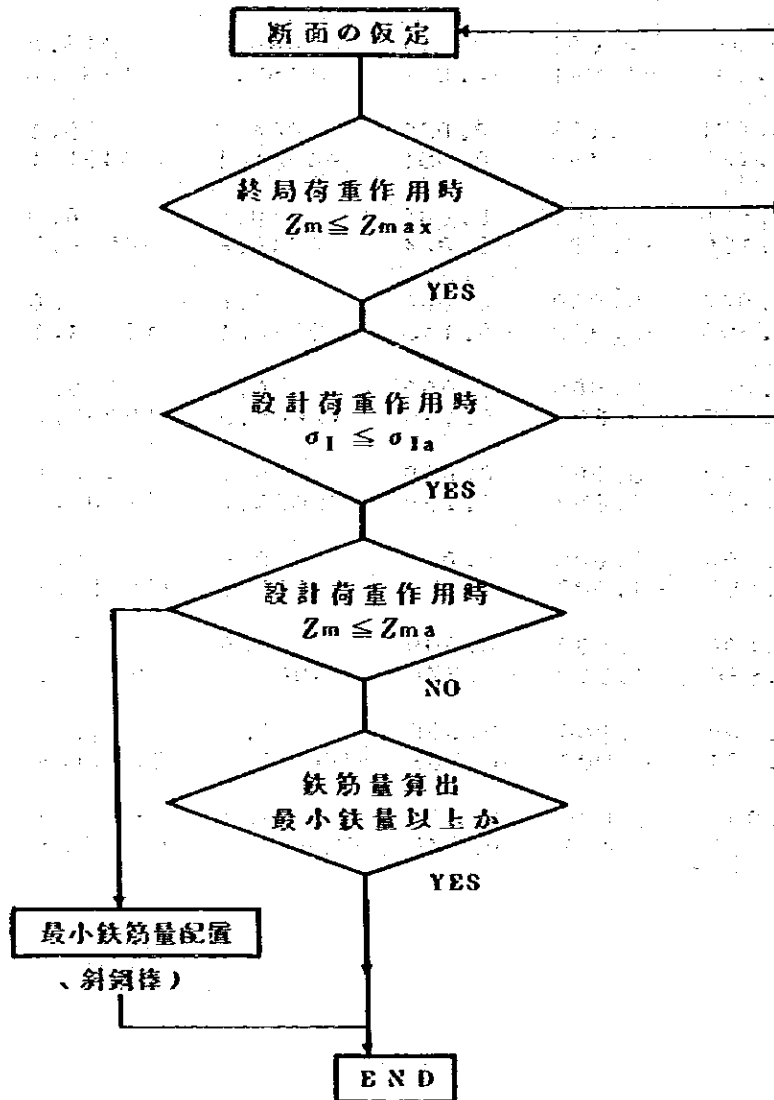 断面の仮定
終局荷重作用時
Zm≦Zmax
YES
設計荷重作用時
σI≦σIa
YES
設計荷重作用時
Zm≦Zma
NO
鉄筋量算出
最小鉄量以上か
YES
最小鉄筋量配置
、斜鋼棒)
END